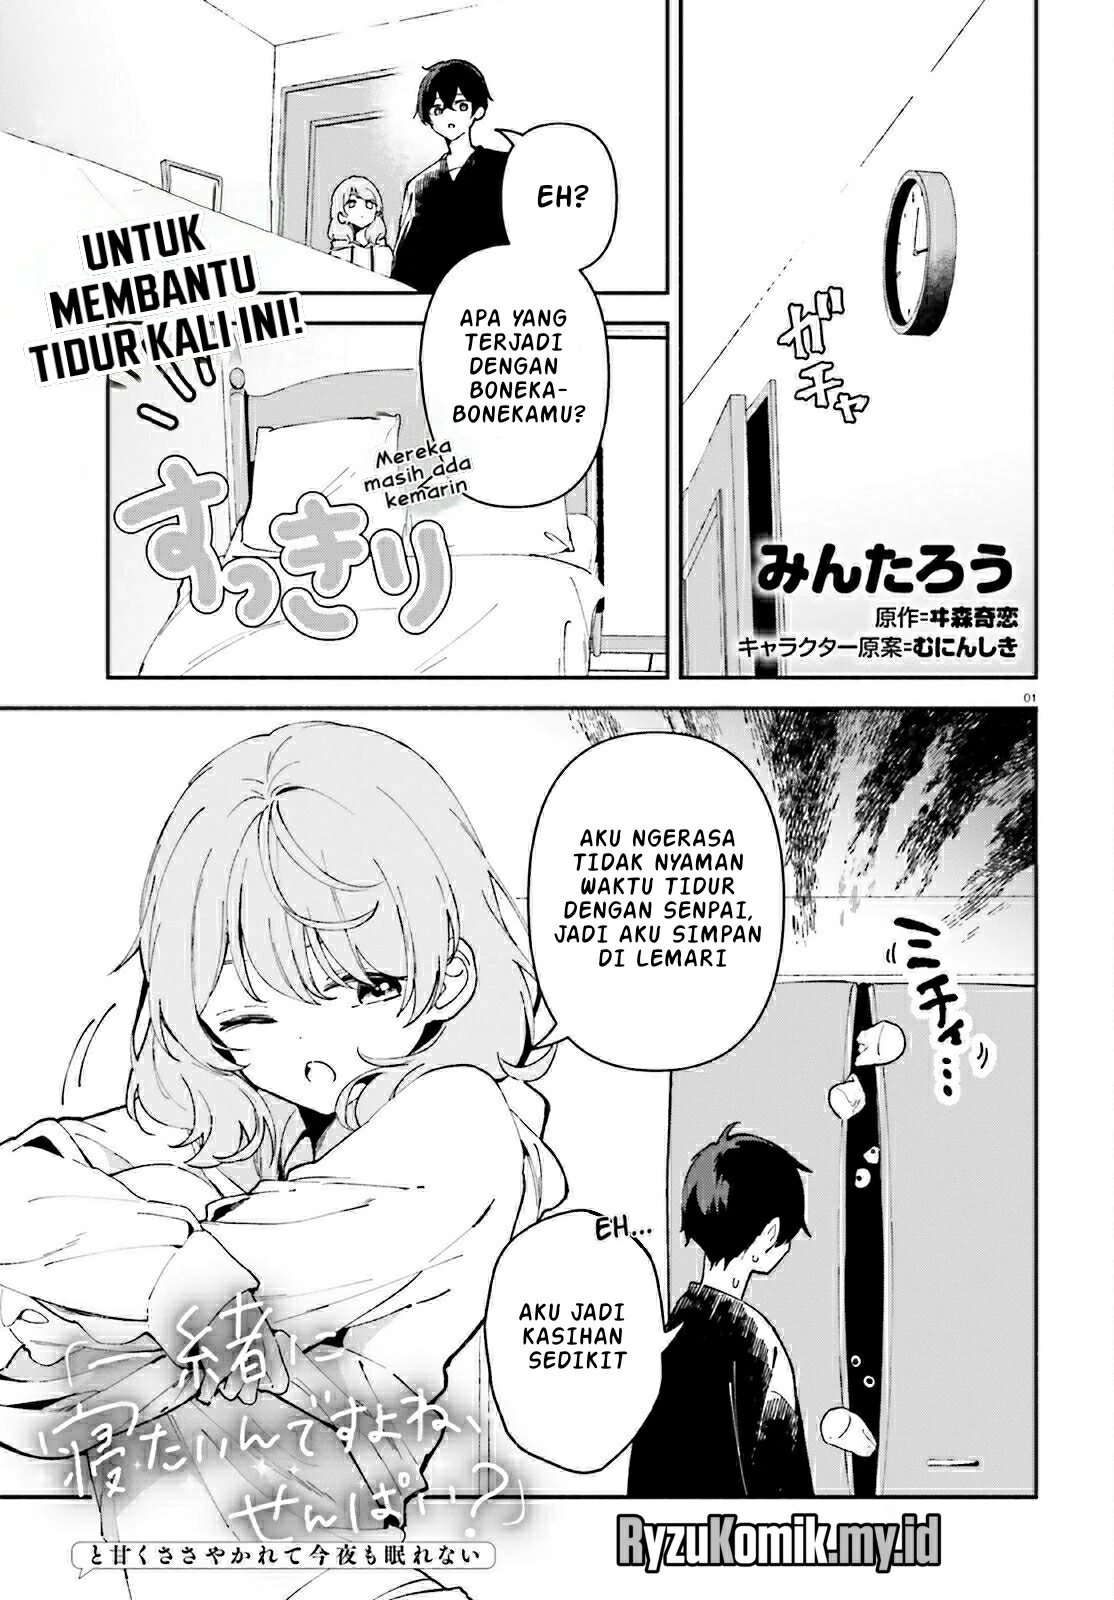 ガチャ
みんたろう
原作=ヰ森奇恋
キャラクター原案=むにんしき
EH?
APA YANG
TERJADI
DENGAN
BONEKA-
BONEKAMU?
UNTUK
MEMBANTU
TIDUR KALI INI!
Mereka
masih ada
kemarin
すっきり
01
AKU NGERASA
TIDAK NYAMAN
WAKTU TIDUR
DENGAN SENPAI,
JADI AKU SIMPAN
DI LEMARI
ミチィ…
EH...
AKU JADI
KASIHAN
SEDIKIT
「一緒に
寝たいんですよね、
せんぱい?」
と甘くささやかれて今夜も眠れない
RyzuKomik.my.id